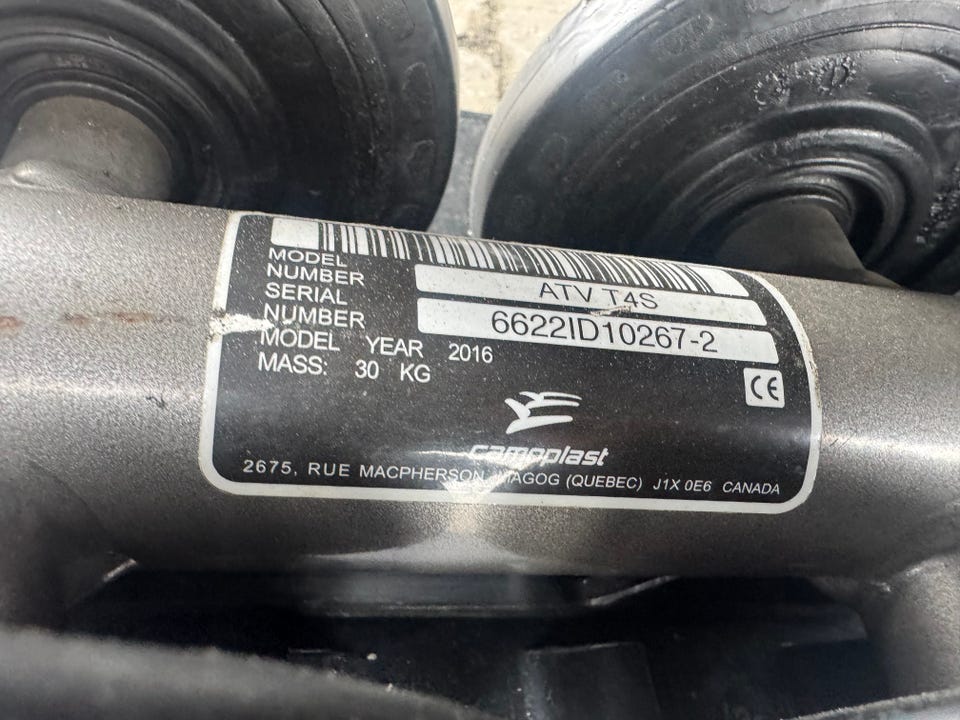 MODEL
NUMBER ATV T4S
SERIAL
NUMBER 6622ID10267-2
MODEL YEAR 2016
MASS: 30 KG
CE
camoplast
2675, RUE MACPHERSON, MAGOG (QUEBEC) J1X 0E6 CANADA